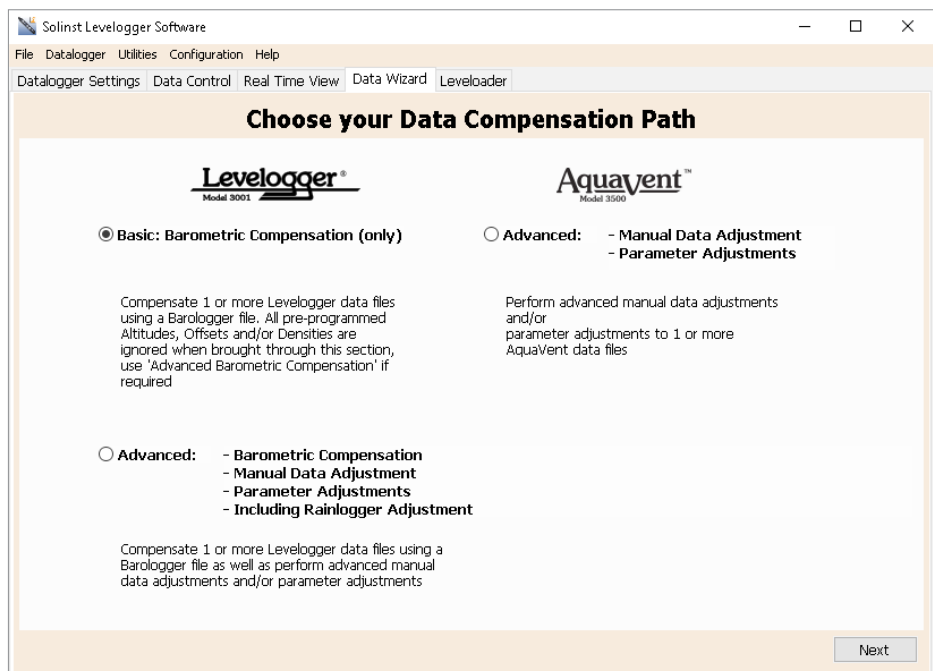 Solinst Levelogger Software
File Datalogger Utilities Configuration Help
Datalogger Settings Data Control Real Time View Data Wizard Leveloader
Choose your Data Compensation Path
Levelogger ®
Model 3001
Basic: Barometric Compensation (only)
Compensate 1 or more Levelogger data files
using a Barologger file. All pre-programmed
Altitudes, Offsets and/or Densities are
ignored when brought through this section,
use 'Advanced Barometric Compensation' if
required
Aquavent ™
Model 3500
Advanced: - Manual Data Adjustment
- Parameter Adjustments
Perform advanced manual data adjustments
and/or
parameter adjustments to 1 or more
AquaVent data files
Advanced: - Barometric Compensation
- Manual Data Adjustment
- Parameter Adjustments
- Including Rainlogger Adjustment
Compensate 1 or more Levelogger data files using a
Barologger file as well as perform advanced manual
data adjustments and/or parameter adjustments
Next